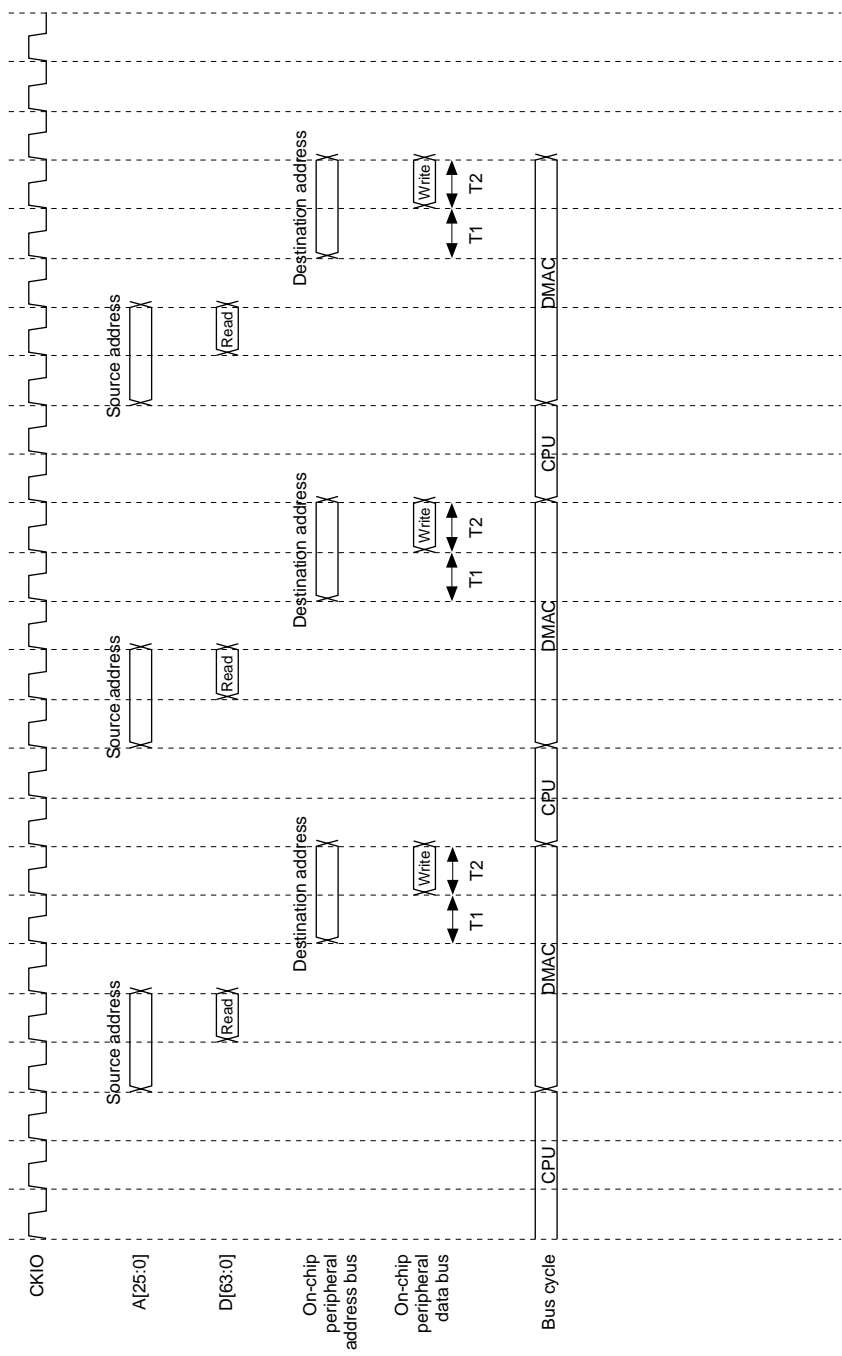 CKIO
A[25:0]
Source address
Source address
Source address
D[63:0]
Read
Read
Read
On-chip
peripheral
address bus
Destination address
Destination address
Destination address
On-chip
peripheral
data bus
Write
Write
Write
T1
T2
T1
T2
T1
T2
Bus cycle
CPU
DMAC
CPU
DMAC
CPU
DMAC